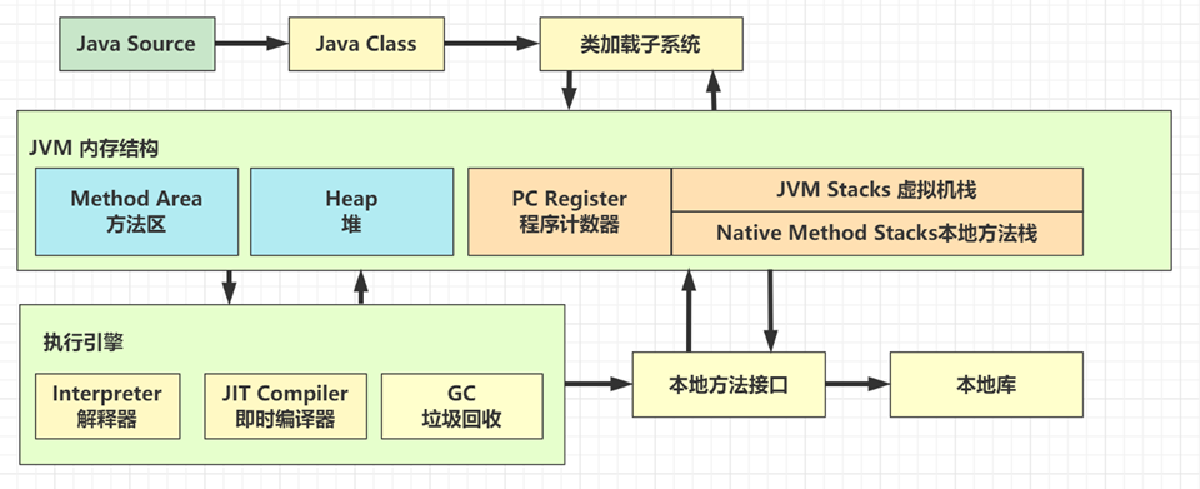 Java Source
Java Class
类加载子系统
JVM 内存结构
Method Area
方法区
Heap
堆
PC Register
程序计数器
JVM Stacks 虚拟机栈
Native Method Stacks本地方法栈
执行引擎
Interpreter
解释器
JIT Compiler
即时编译器
GC
垃圾回收
本地方法接口
本地库